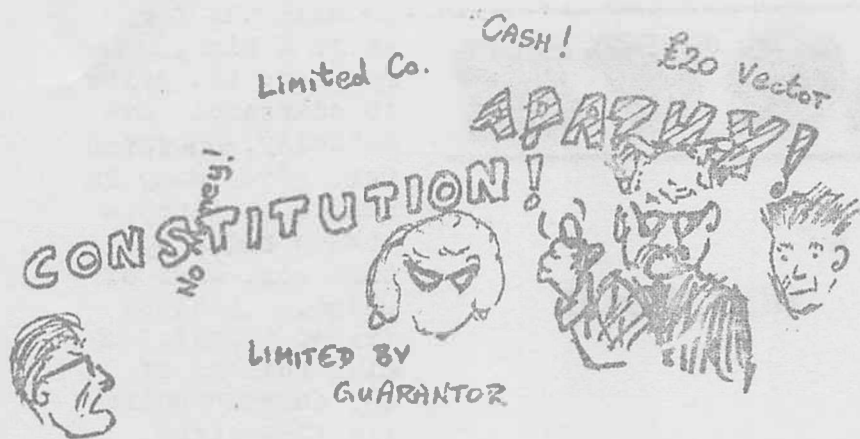 CASH!
Limited Co.
£20 Vector
APATHY!
CONSTITUTION!
No money!
LIMITED BY
GUARANTOR